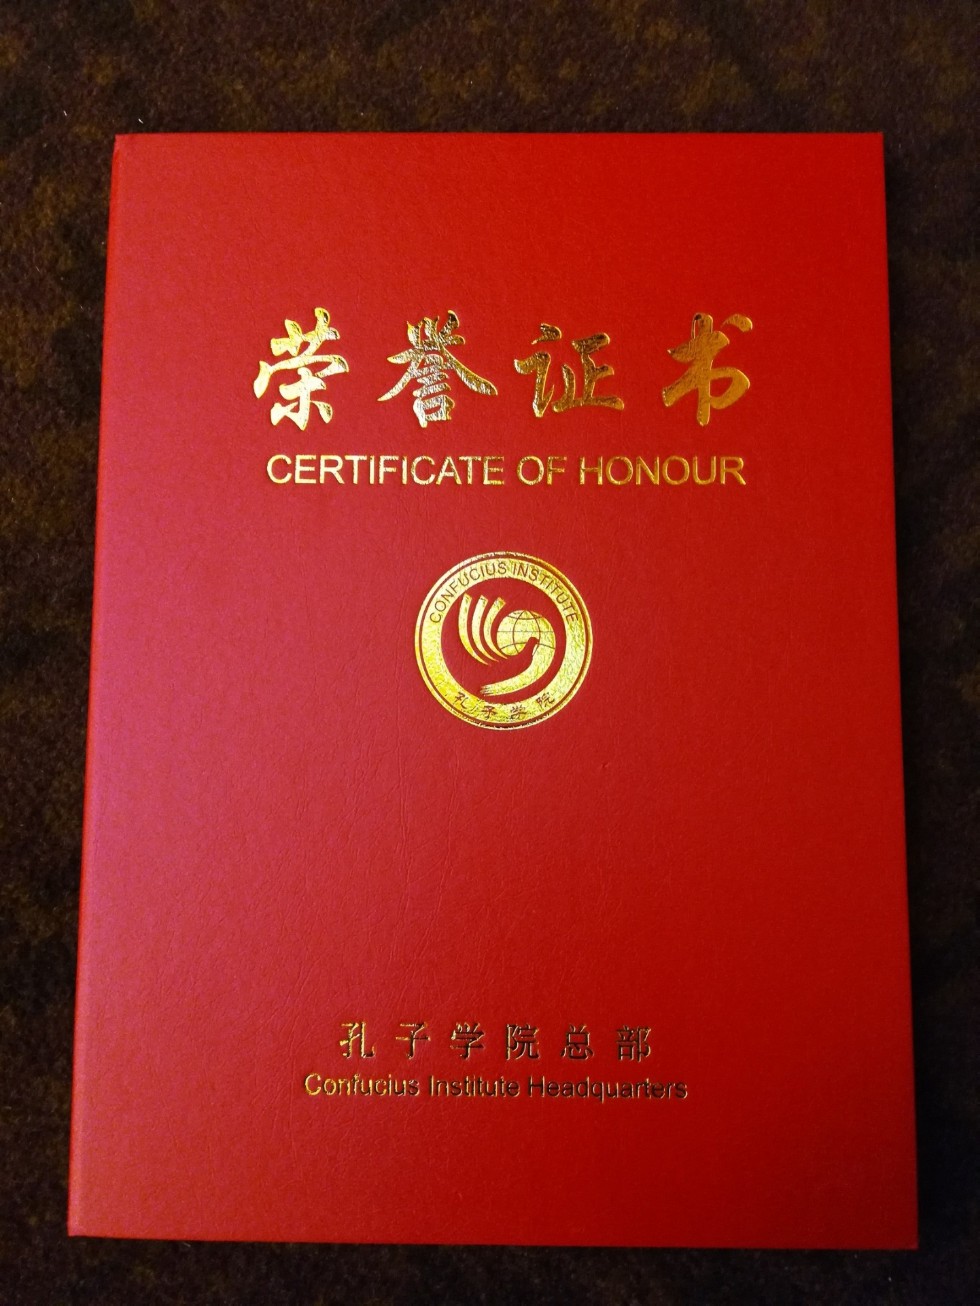 荣誉证书
CERTIFICATE OF HONOUR
CONFUCIUS INSTITUTE
孔子学院
孔子学院总部
Confucius Institute Headquarters